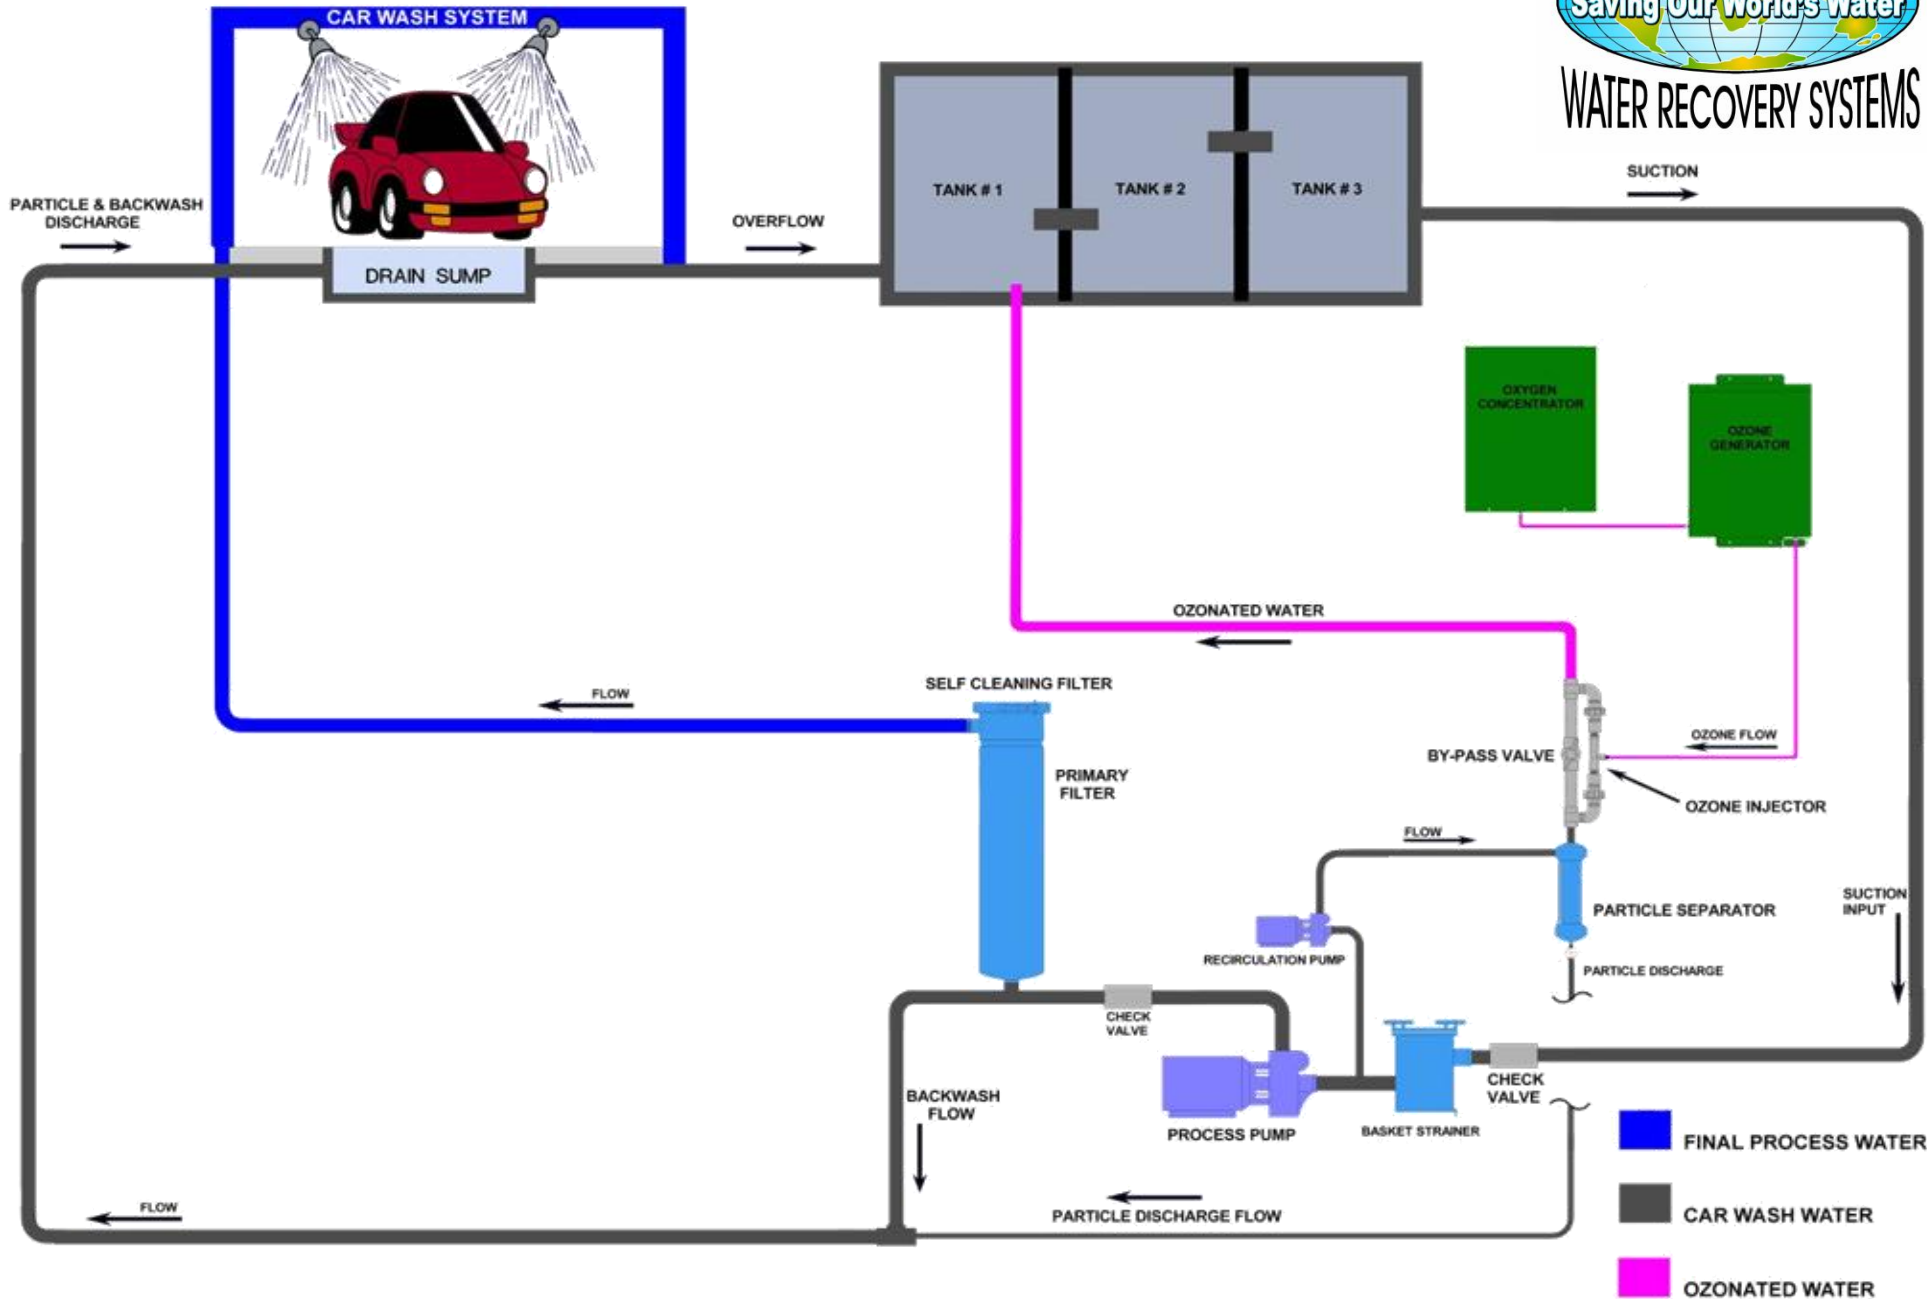 CAR WASH SYSTEM
Saving Our World's Water
WATER RECOVERY SYSTEMS
PARTICLE & BACKWASH
DISCHARGE
OVERFLOW
DRAIN SUMP
TANK # 1
TANK # 2
TANK # 3
SUCTION
OXYGEN
CONCENTRATOR
OZONE
GENERATOR
OZONATED WATER
SELF CLEANING FILTER
FLOW
PRIMARY
FILTER
BY-PASS VALVE
OZONE FLOW
OZONE INJECTOR
FLOW
PARTICLE SEPARATOR
SUCTION
INPUT
RECIRCULATION PUMP
PARTICLE DISCHARGE
CHECK
VALVE
CHECK
VALVE
BACKWASH
FLOW
PROCESS PUMP
BASKET STRAINER
FINAL PROCESS WATER
FLOW
PARTICLE DISCHARGE FLOW
CAR WASH WATER
OZONATED WATER